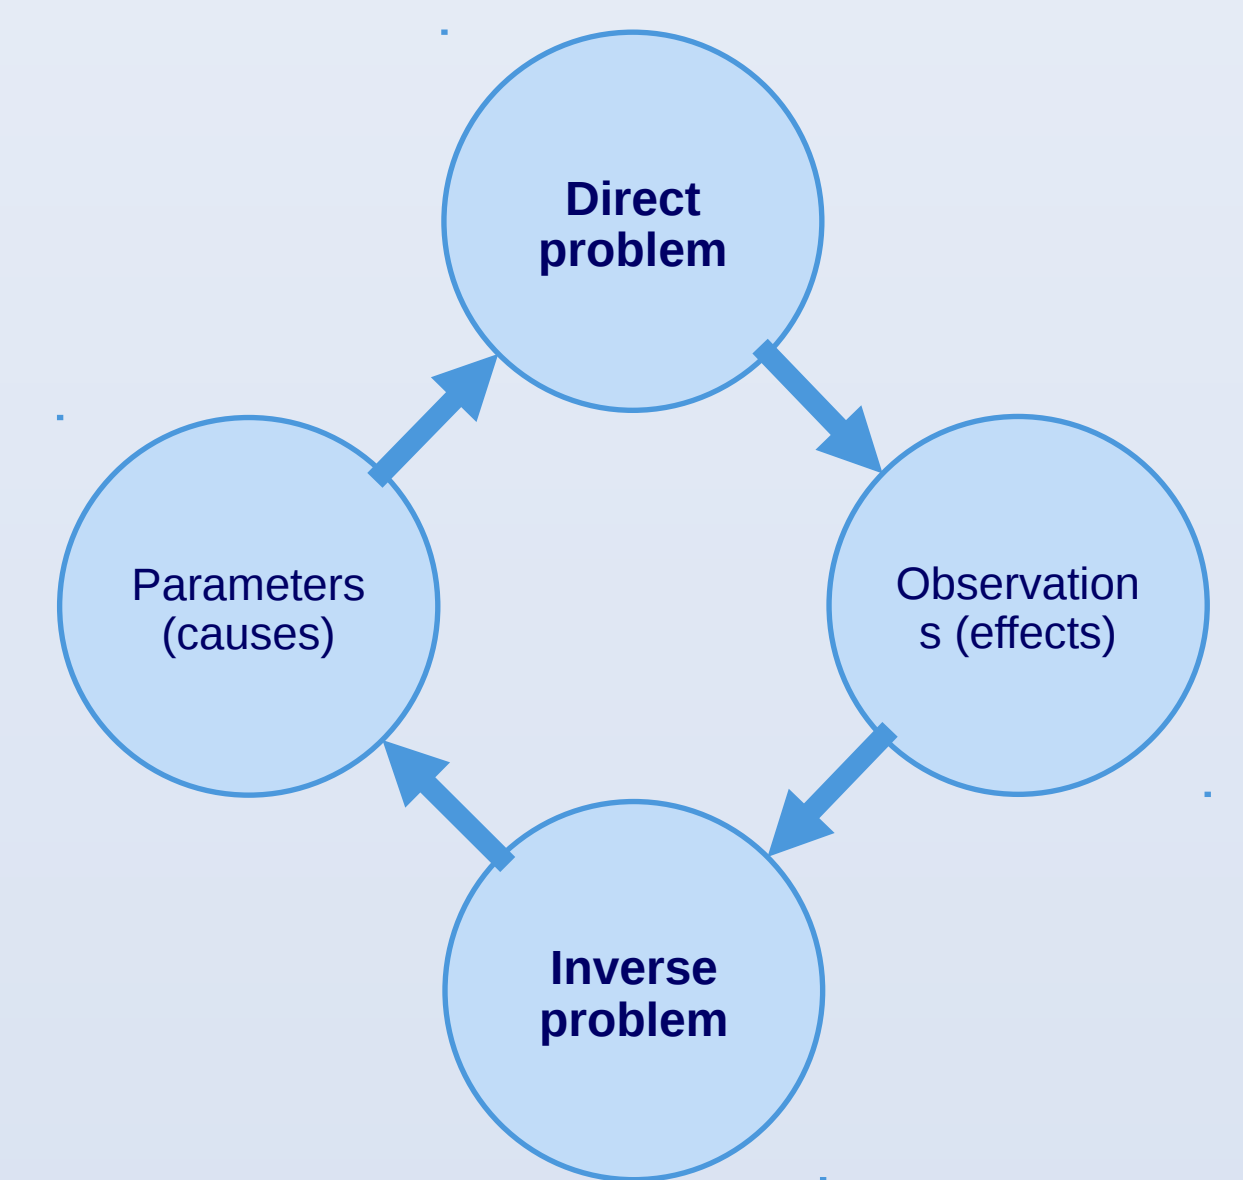 Direct
problem
Parameters
(causes)
Observation
s (effects)
Inverse
problem